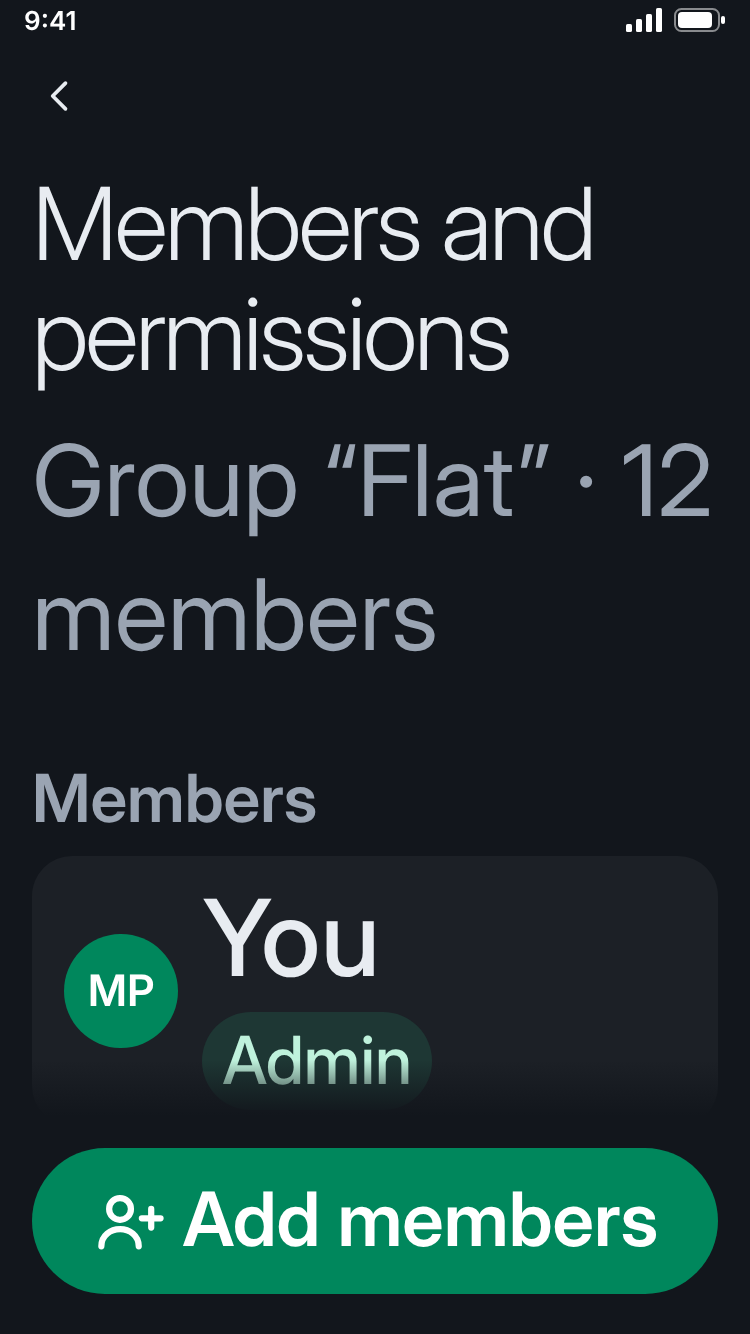 9:41
Members and
permissions
Group “Flat” · 12
members
Members
You
MP
Admin
Add members